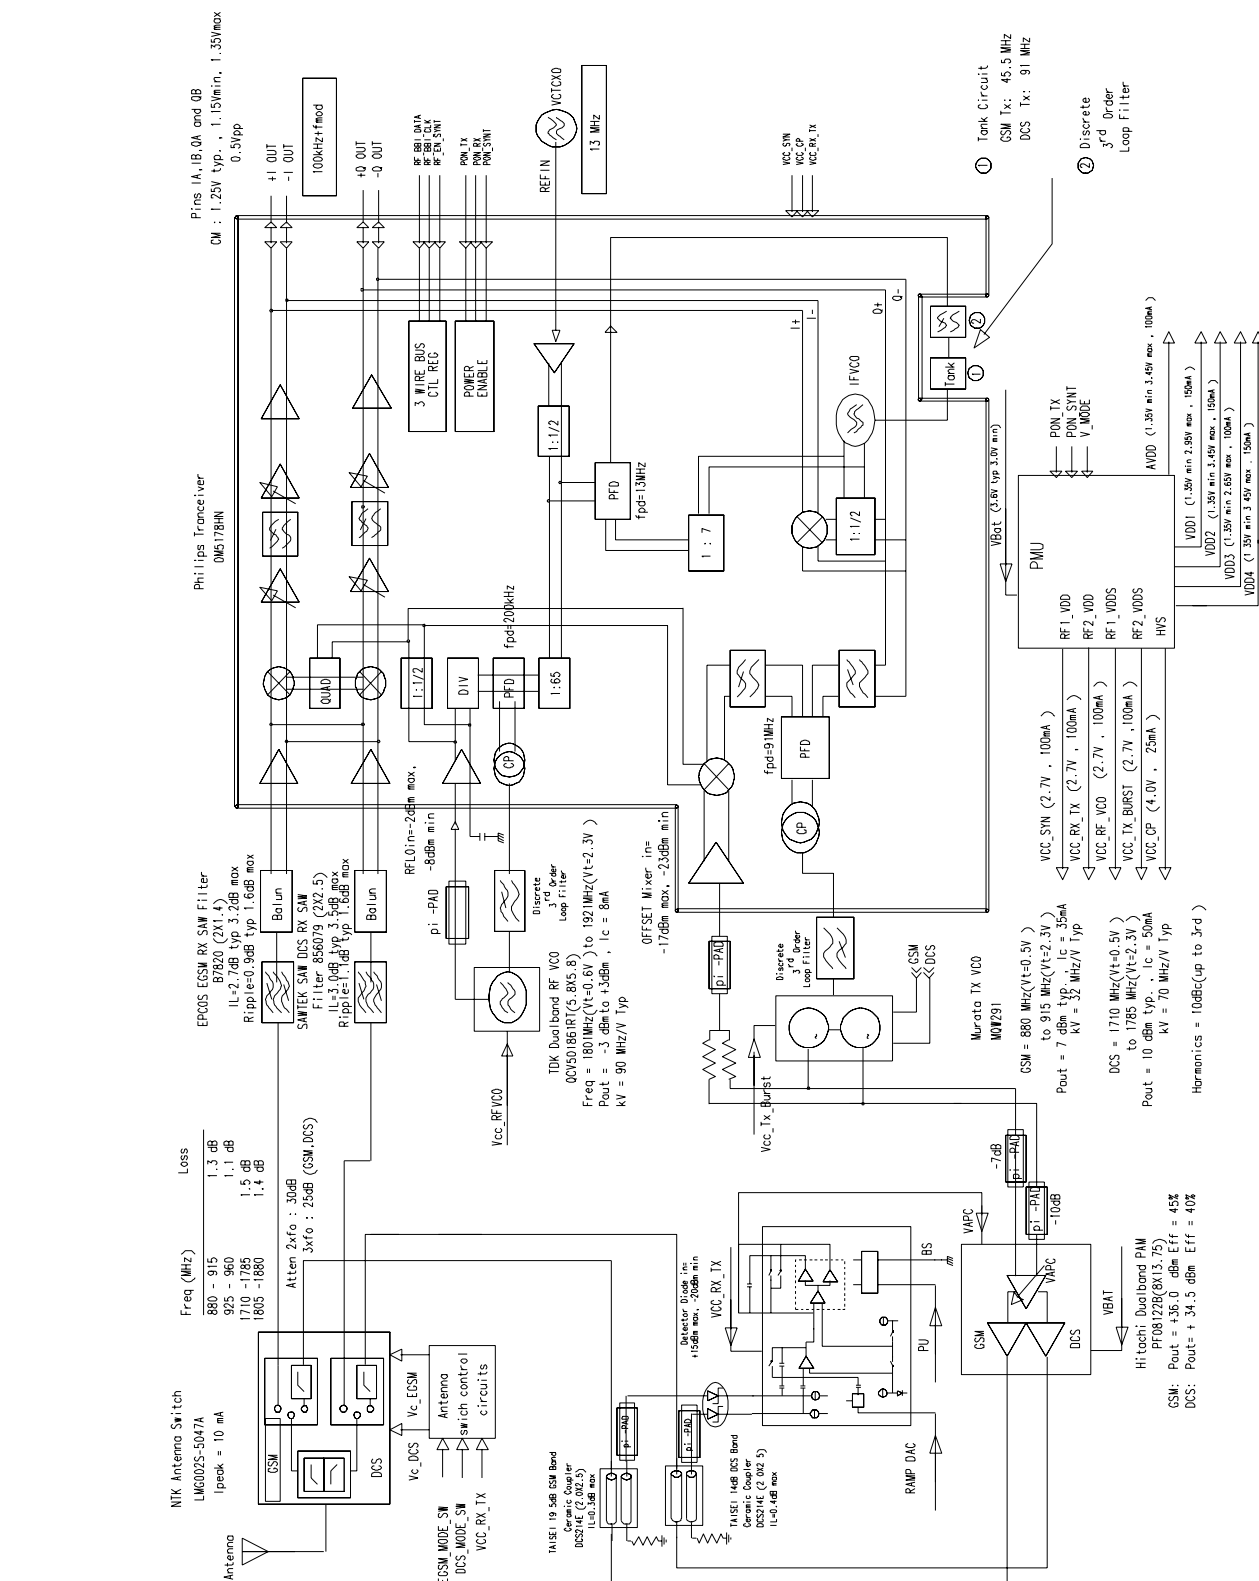 Pins IA,IB,QA and QB
CM : 1.25V typ., 1.15Vmin, 1.35Vmax
0.5Vpp
+I OUT
-I OUT
100kHz+fmod
+Q OUT
-Q OUT
RF_BBI_DATA
RF_BBI_CLK
RF_EN_SYNT
PON_TX
PON_RX
PON_SYNT
REFIN
VCTCXO
13 MHz
VCC_SYN
VCC_CP
VCC_RX_TX
1 Tank Circuit
GSM Tx: 45.5 MHz
DCS Tx: 91 MHz
2 Discrete
3rd Order
Loop Filter
Philips Tranceiver
OM5178HN
3 WIRE BUS
CTL REG
POWER
ENABLE
1:1/2
PFD
fpd=13MHz
1 : 7
1:1/2
IFVCO
I+
I-
Q+
Q-
Tank
1
2
QUAD
1:1/2
DIV
PFD
fpd=200kHz
1:65
CP
RFLOin=-2dBm max,
-8dBm min
pi -PAD
Discrete
3rd Order
Loop Filter
fpd=91MHz
PFD
CP
OFFSET Mixer in=
-17dBm max, -23dBm min
pi -PAD
Discrete
3rd Order
Loop Filter
GSM
DCS
VBat (3.6V typ 3.0V min)
PON_TX
PON_SYNT
V_MODE
PMU
RF1_VDD
RF2_VDD
RF1_VDDS
RF2_VDDS
HVS
AVDD (1.35V min 3.45V max , 100mA )
VDD1 (1.35V min 2.95V max , 150mA )
VDD2 (1.35V min 3.45V max , 150mA )
VDD3 (1.35V min 2.65V max , 100mA )
VDD4 (1 35V min 3 45V max . 150mA )
VCC_SYN (2.7V, 100mA )
VCC_RX_TX (2.7V , 100mA )
VCC_RF_VCO (2.7V , 100mA )
VCC_TX_BURST (2.7V ,100mA )
VCC_CP (4.0V , 25mA)
EPCOS EGSM RX SAW Filter
B7820 (2X1.4)
IL=2.7dB typ 3.2dB max
Ripple=0.9dB typ 1.6dB max
Balun
SAWTEK SAW DCS RX SAW
Filter 856079 (2X2.5)
IL=3.0dB typ 3.5dB max
Ripple=1.1dB typ 1.6dB max
Balun
TDK Dualband RF VCO
QCV501861RT(5.8X5.8)
Freq = 1801MHz(Vt=0.6V )to 1921MHz(Vt=2.3V )
Pout = -3 dBm to +3dBm , Ic = 8mA
kV = 90 MHz/V Typ
Vcc_RFVCO
Vcc_Tx_Burst
Murata TX VCO
MQW291
GSM = 880 MHz(Vt=0.5V )
to 915 MHz(Vt=2.3V)
Pout = 7 dBm typ., Ic = 35mA
kV = 32 MHz/V Typ
DCS = 1710 MHz(Vt=0.5V )
to 1785 MHz(Vt=2.3V )
Pout = 10 dBm typ. , Ic = 50mA
kV = 70 MHz/V Typ
Harmonics = 10dBc(up to 3rd )
Freq (MHz) Loss
880 - 915 1.3 dB
925 - 960 1.1 dB
1710 -1785 1.5 dB
1805 -1880 1.4 dB
Atten 2xfo : 30dB
3xfo : 25dB (GSM,DCS)
-7dB
pi -PAD
pi -PAD
-10dB
NTK Antenna Switch
LMG002S-5047A
Ipeak = 10 mA
GSM
DCS
Antenna
Vc_EGSM
Vc_DCS
Antenna
swich control
circuits
EGSM_MODE_SW
DCS_MODE_SW
VCC_RX_TX
Detector Diode in=
+15dBm max, -20dBm min
VCC_RX_TX
pi -PAD
pi -PAD
TAISEI 19 5dB GSM Band
Ceramic Coupler
DCS214E (2.0X2.5)
IL=0.3dB max
TAISEI 14dB DCS Band
Ceramic Coupler
DCS214E (2 0X2 5)
IL=0.4dB max
RAMP DAC
PU
BS
VAPC
VAPC
GSM
DCS
VBAT
Hitachi Dualband PAM
PF08122B(8X13.75)
GSM: Pout = +36.0 dBm Eff = 45%
DCS: Pout= + 34.5 dBm Eff = 40%